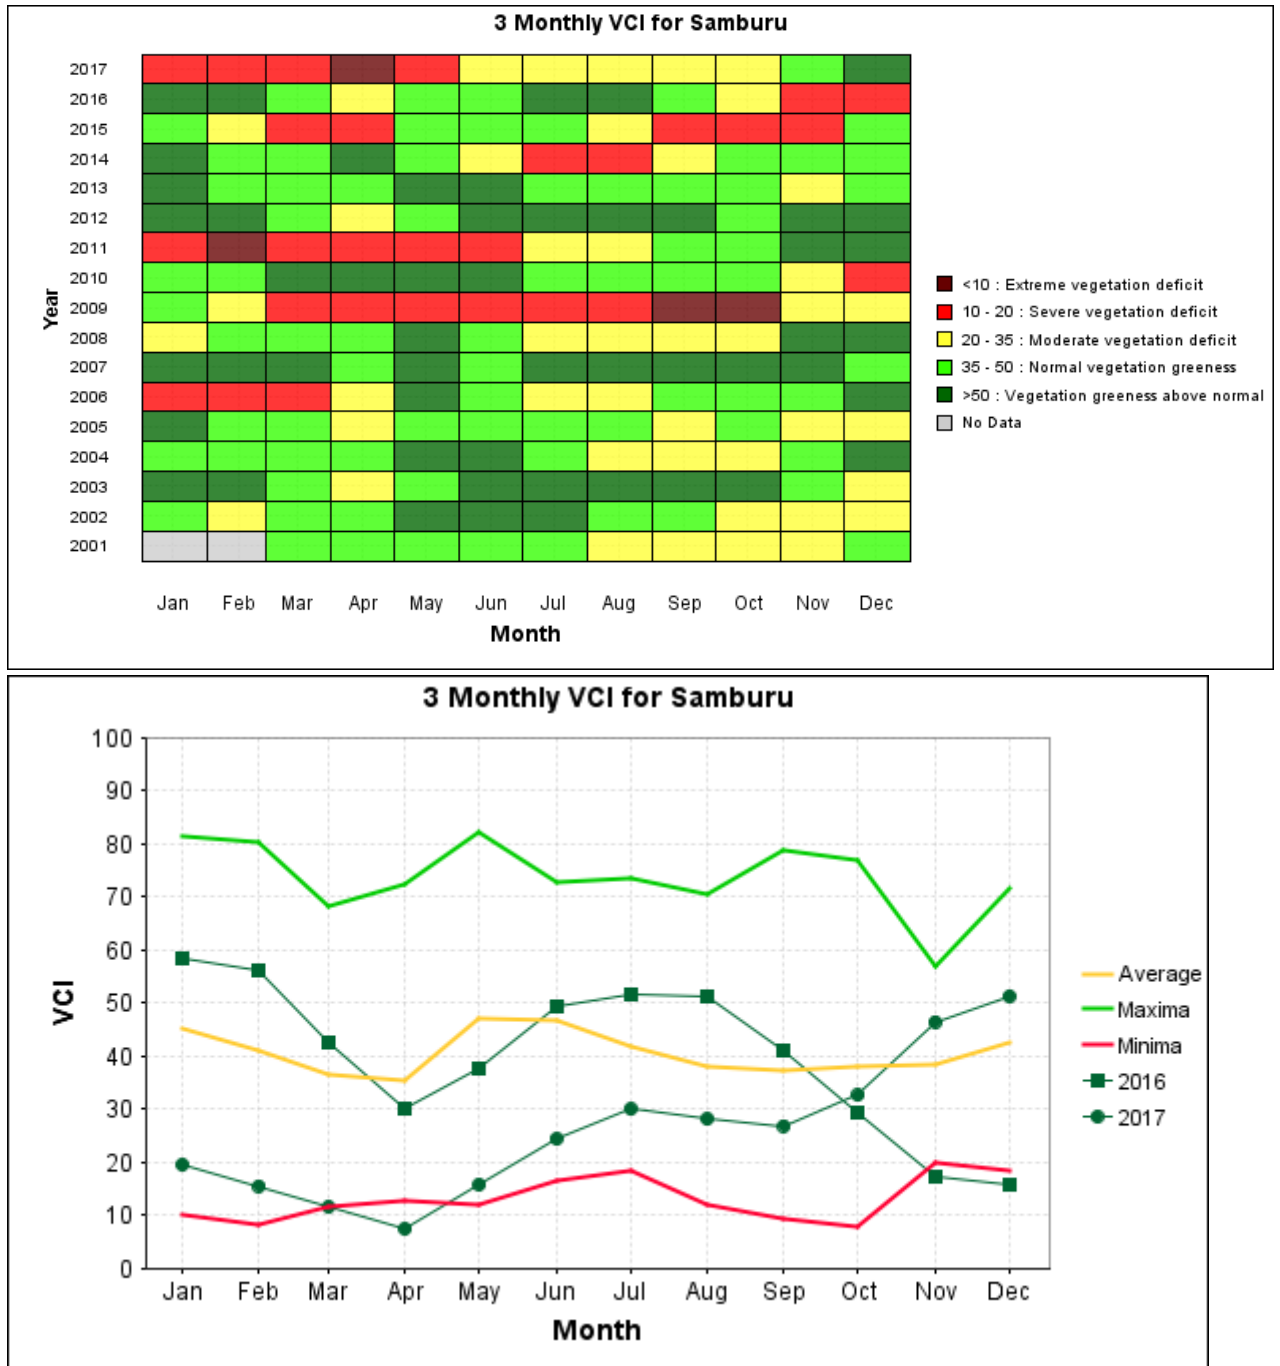 3 Monthly VCI for Samburu
2017
2016
2015
2014
2013
2012
2011
2010
2009
2008
2007
2006
2005
2004
2003
2002
2001
Year
Jan Feb Mar Apr May Jun Jul Aug Sep Oct Nov Dec
Month
<10 : Extreme vegetation deficit
10 - 20 : Severe vegetation deficit
20 - 35 : Moderate vegetation deficit
35 - 50 : Normal vegetation greeness
>50 : Vegetation greeness above normal
No Data
3 Monthly VCI for Samburu
100
90
80
70
60
50
40
30
20
10
0
VCI
Jan Feb Mar Apr May Jun Jul Aug Sep Oct Nov Dec
Month
Average
Maxima
Minima
2016
2017